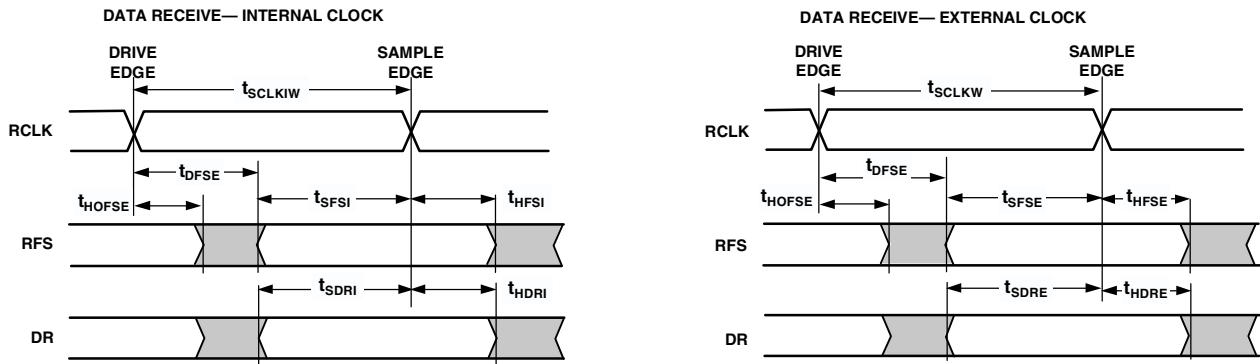 DATA RECEIVE— INTERNAL CLOCK
DRIVE
EDGE
SAMPLE
EDGE
tSCLKIW
RCLK
tDFSE
tHOFSE
tSFSI
tHFSI
RFS
tSDRI
tHDRI
DR
DATA RECEIVE— EXTERNAL CLOCK
DRIVE
EDGE
SAMPLE
EDGE
tSCLKW
RCLK
tDFSE
tHOFSE
tSFSE
tHFSE
RFS
tSDRE
tHDRE
DR